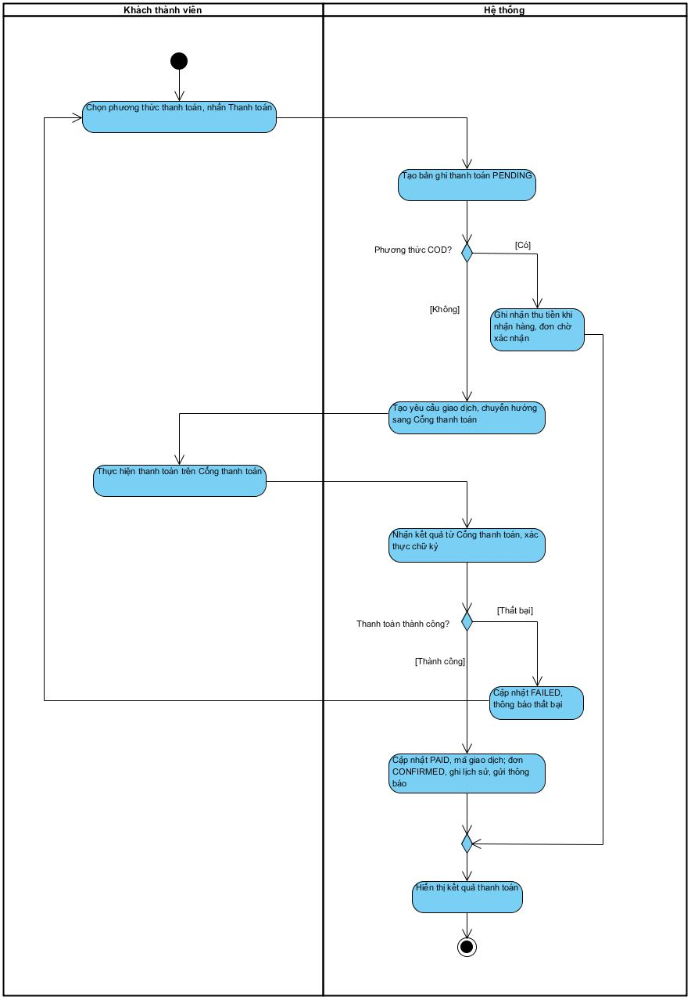 Khách thành viên
Hệ thống
Chọn phương thức thanh toán, nhấn Thanh toán
Tạo bản ghi thanh toán PENDING
Phương thức COD?
[Có]
[Không]
Ghi nhận thu tiền khi
nhận hàng, đơn chờ
xác nhận
Tạo yêu cầu giao dịch, chuyển hướng
sang Cổng thanh toán
Thực hiện thanh toán trên Cổng thanh toán
Nhận kết quả từ Cổng thanh toán, xác
thực chữ ký
Thanh toán thành công?
[Thất bại]
[Thành công]
Cập nhật FAILED,
thông báo thất bại
Cập nhật PAID, mã giao dịch; đơn
CONFIRMED, ghi lịch sử, gửi thông
báo
Hiển thị kết quả thanh toán